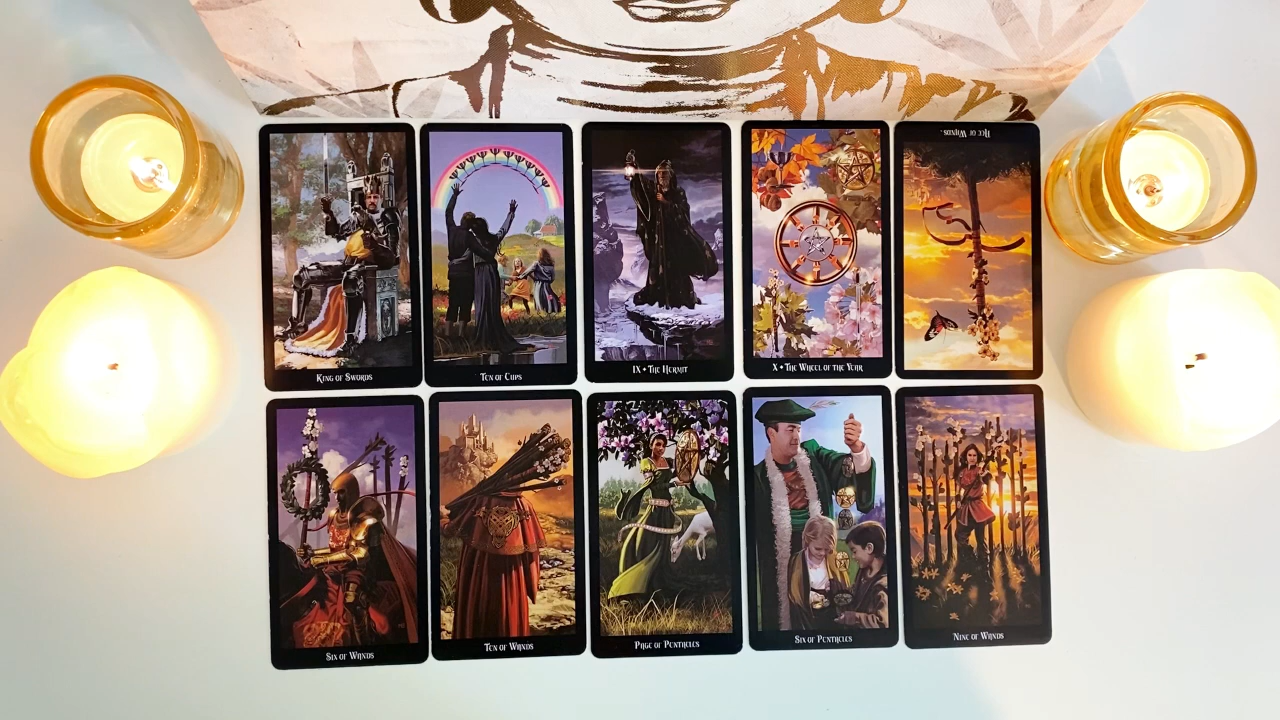 King of Swords
Ten of Cups
IX • The Hermit
X • The Wheel of the Year
Ace of Wands
Six of Wands
Ten of Wands
Page of Pentacles
Six of Pentacles
Nine of Wands